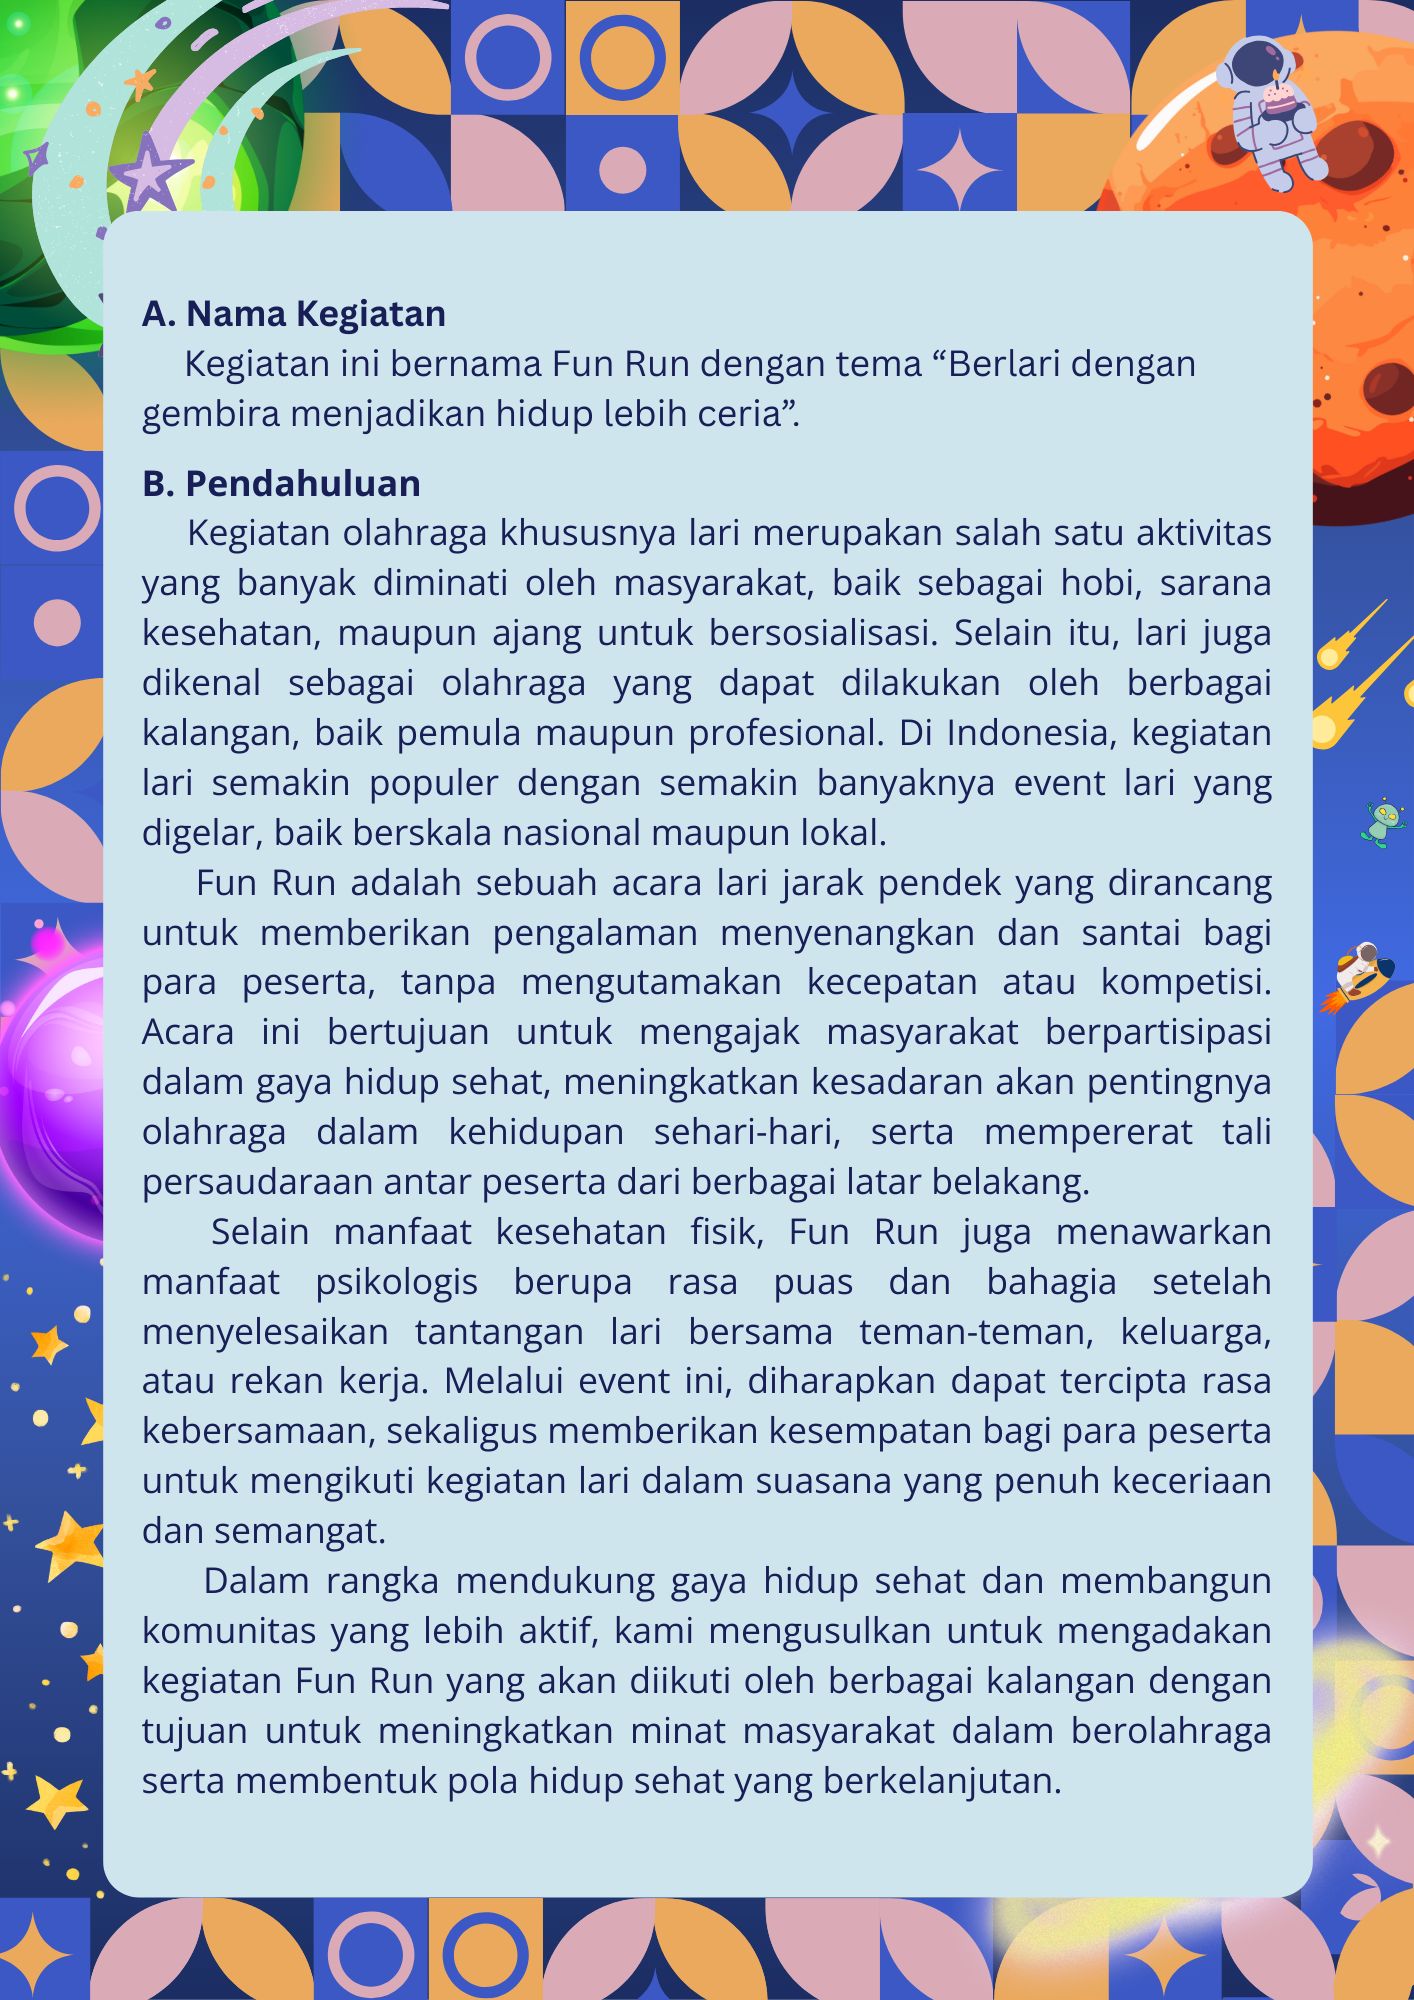 A. Nama Kegiatan
Kegiatan ini bernama Fun Run dengan tema “Berlari dengan
gembira menjadikan hidup lebih ceria”.
B. Pendahuluan
Kegiatan olahraga khususnya lari merupakan salah satu aktivitas
yang banyak diminati oleh masyarakat, baik sebagai hobi, sarana
kesehatan, maupun ajang untuk bersosialisasi. Selain itu, lari juga
dikenal sebagai olahraga yang dapat dilakukan oleh berbagai
kalangan, baik pemula maupun profesional. Di Indonesia, kegiatan
lari semakin populer dengan semakin banyaknya event lari yang
digelar, baik berskala nasional maupun lokal.
Fun Run adalah sebuah acara lari jarak pendek yang dirancang
untuk memberikan pengalaman menyenangkan dan santai bagi
para peserta, tanpa mengutamakan kecepatan atau kompetisi.
Acara ini bertujuan untuk mengajak masyarakat berpartisipasi
dalam gaya hidup sehat, meningkatkan kesadaran akan pentingnya
olahraga dalam kehidupan sehari-hari, serta mempererat tali
persaudaraan antar peserta dari berbagai latar belakang.
Selain manfaat kesehatan fisik, Fun Run juga menawarkan
manfaat psikologis berupa rasa puas dan bahagia setelah
menyelesaikan tantangan lari bersama teman-teman, keluarga,
atau rekan kerja. Melalui event ini, diharapkan dapat tercipta rasa
kebersamaan, sekaligus memberikan kesempatan bagi para peserta
untuk mengikuti kegiatan lari dalam suasana yang penuh keceriaan
dan semangat.
Dalam rangka mendukung gaya hidup sehat dan membangun
komunitas yang lebih aktif, kami mengusulkan untuk mengadakan
kegiatan Fun Run yang akan diikuti oleh berbagai kalangan dengan
tujuan untuk meningkatkan minat masyarakat dalam berolahraga
serta membentuk pola hidup sehat yang berkelanjutan.